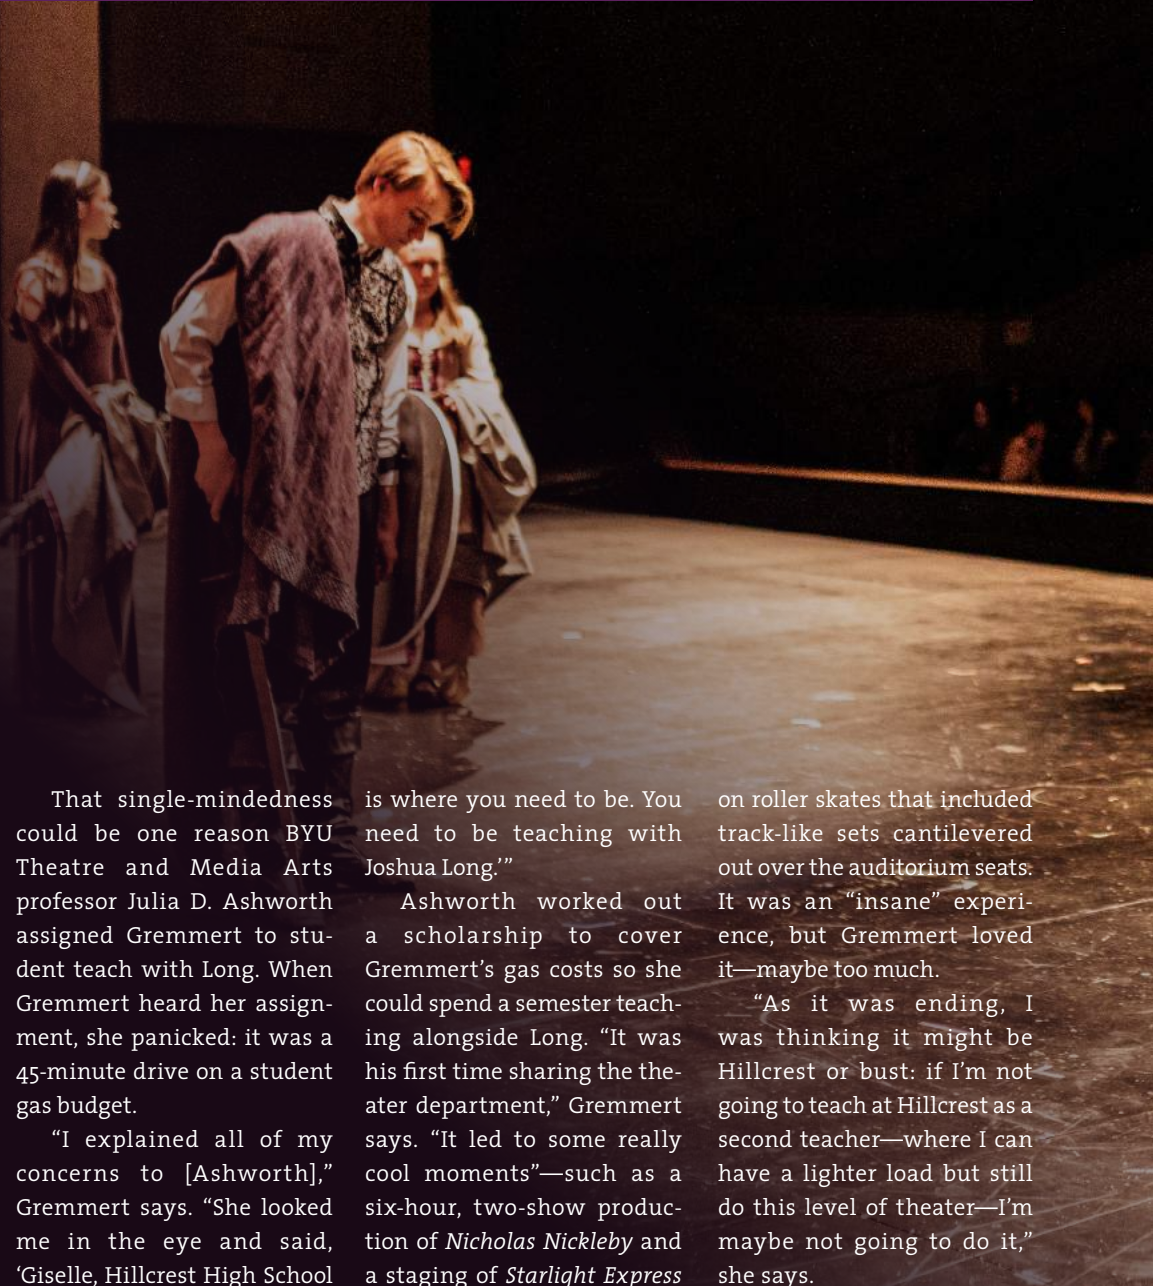 That single-mindedness
could be one reason BYU
Theatre and Media Arts
professor Julia D. Ashworth
assigned Gremmert to stu-
dent teach with Long. When
Gremmert heard her assign-
ment, she panicked: it was a
45-minute drive on a student
gas budget.
“I explained all of my
concerns to [Ashworth],”
Gremmert says. “She looked
me in the eye and said,
‘Giselle, Hillcrest High School
is where you need to be. You
need to be teaching with
Joshua Long.’”
Ashworth worked out
a scholarship to cover
Gremmert’s gas costs so she
could spend a semester teach-
ing alongside Long. “It was
his first time sharing the the-
ater department,” Gremmert
says. “It led to some really
cool moments”—such as a
six-hour, two-show produc-
tion of Nicholas Nickleby and
a staging of Starlight Express
on roller skates that included
track-like sets cantilevered
out over the auditorium seats.
It was an “insane” experi-
ence, but Gremmert loved
it—maybe too much.
“As it was ending, I
was thinking it might be
Hillcrest or bust: if I’m not
going to teach at Hillcrest as a
second teacher—where I can
have a lighter load but still
do this level of theater—I’m
maybe not going to do it,”
she says.